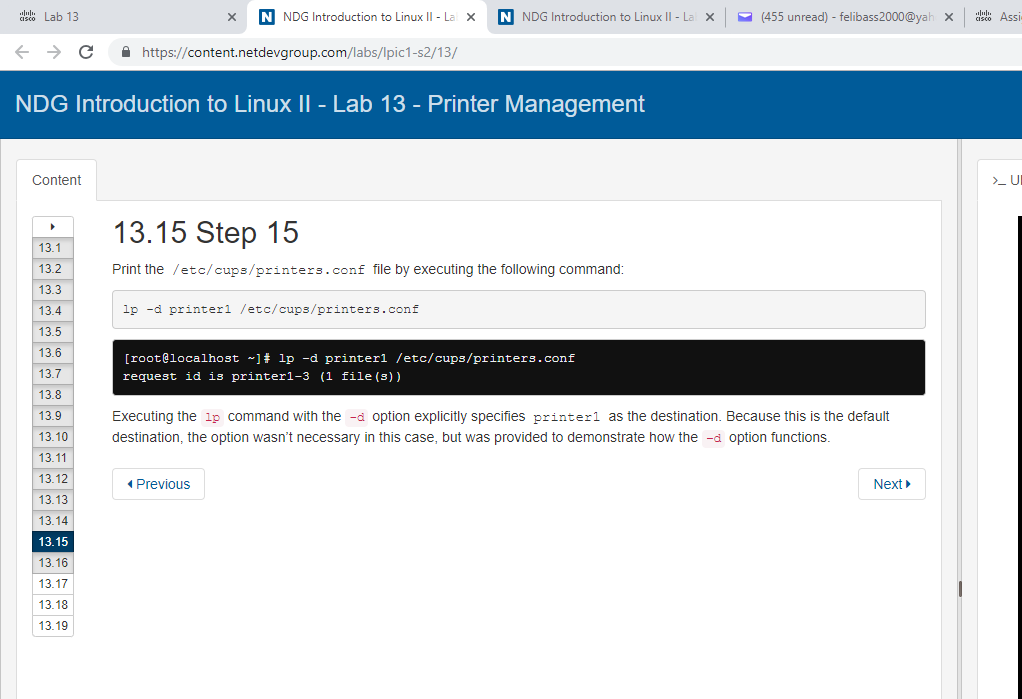 cisco Lab 13
N NDG Introduction to Linux II - La
N NDG Introduction to Linux II - La
(455 unread) - felibass2000@yah
cisco Assi
https://content.netdevgroup.com/labs/lpic1-s2/13/
NDG Introduction to Linux II - Lab 13 - Printer Management
Content
>_ U
13.1
13.2
13.3
13.4
13.5
13.6
13.7
13.8
13.9
13.10
13.11
13.12
13.13
13.14
13.15
13.16
13.17
13.18
13.19
13.15 Step 15
Print the /etc/cups/printers.conf file by executing the following command:
lp -d printer1 /etc/cups/printers.conf
[root@localhost ~]# lp -d printer1 /etc/cups/printers.conf
request id is printer1-3 (1 file(s))
Executing the lp command with the -d option explicitly specifies printer1 as the destination. Because this is the default
destination, the option wasn't necessary in this case, but was provided to demonstrate how the -d option functions.
Previous
Next